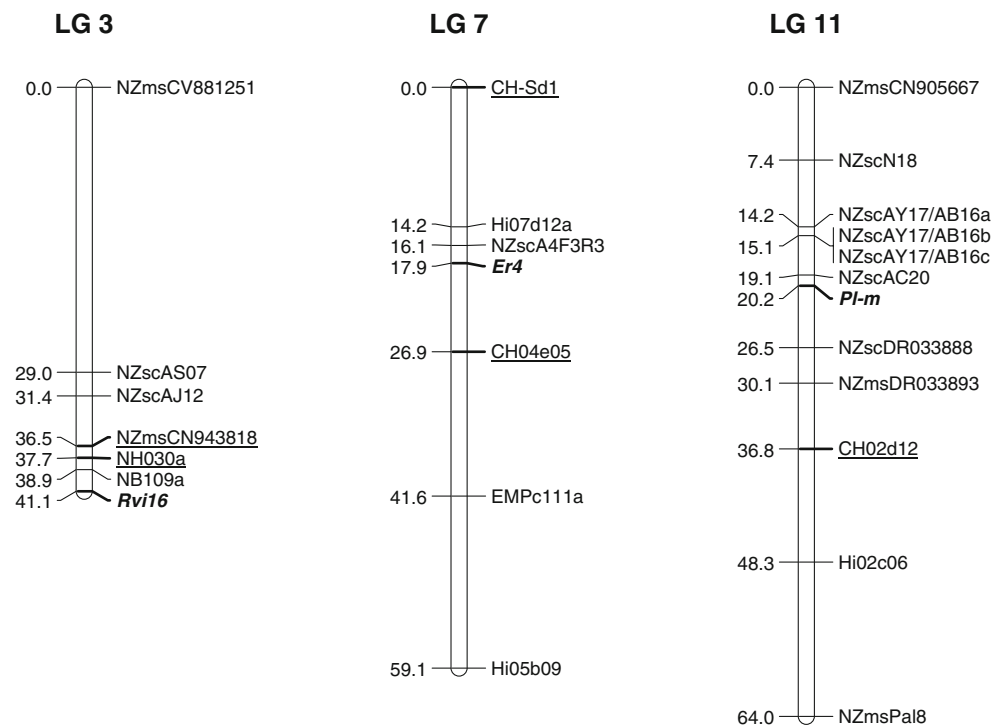 LG 3
0.0 NZmsCV881251
29.0 NZscAS07
31.4 NZscAJ12
36.5 NZmsCN943818
37.7 NH030a
38.9 NB109a
41.1 Rvi16
LG 7
0.0 CH-Sd1
14.2 Hi07d12a
16.1 NZscA4F3R3
17.9 Er4
26.9 CH04e05
41.6 EMPc111a
59.1 Hi05b09
LG 11
0.0 NZmsCN905667
7.4 NZscN18
14.2 NZscAY17/AB16a
15.1 NZscAY17/AB16b
NZscAY17/AB16c
19.1 NZscAC20
20.2 Pl-m
26.5 NZscDR033888
30.1 NZmsDR033893
36.8 CH02d12
48.3 Hi02c06
64.0 NZmsPal8